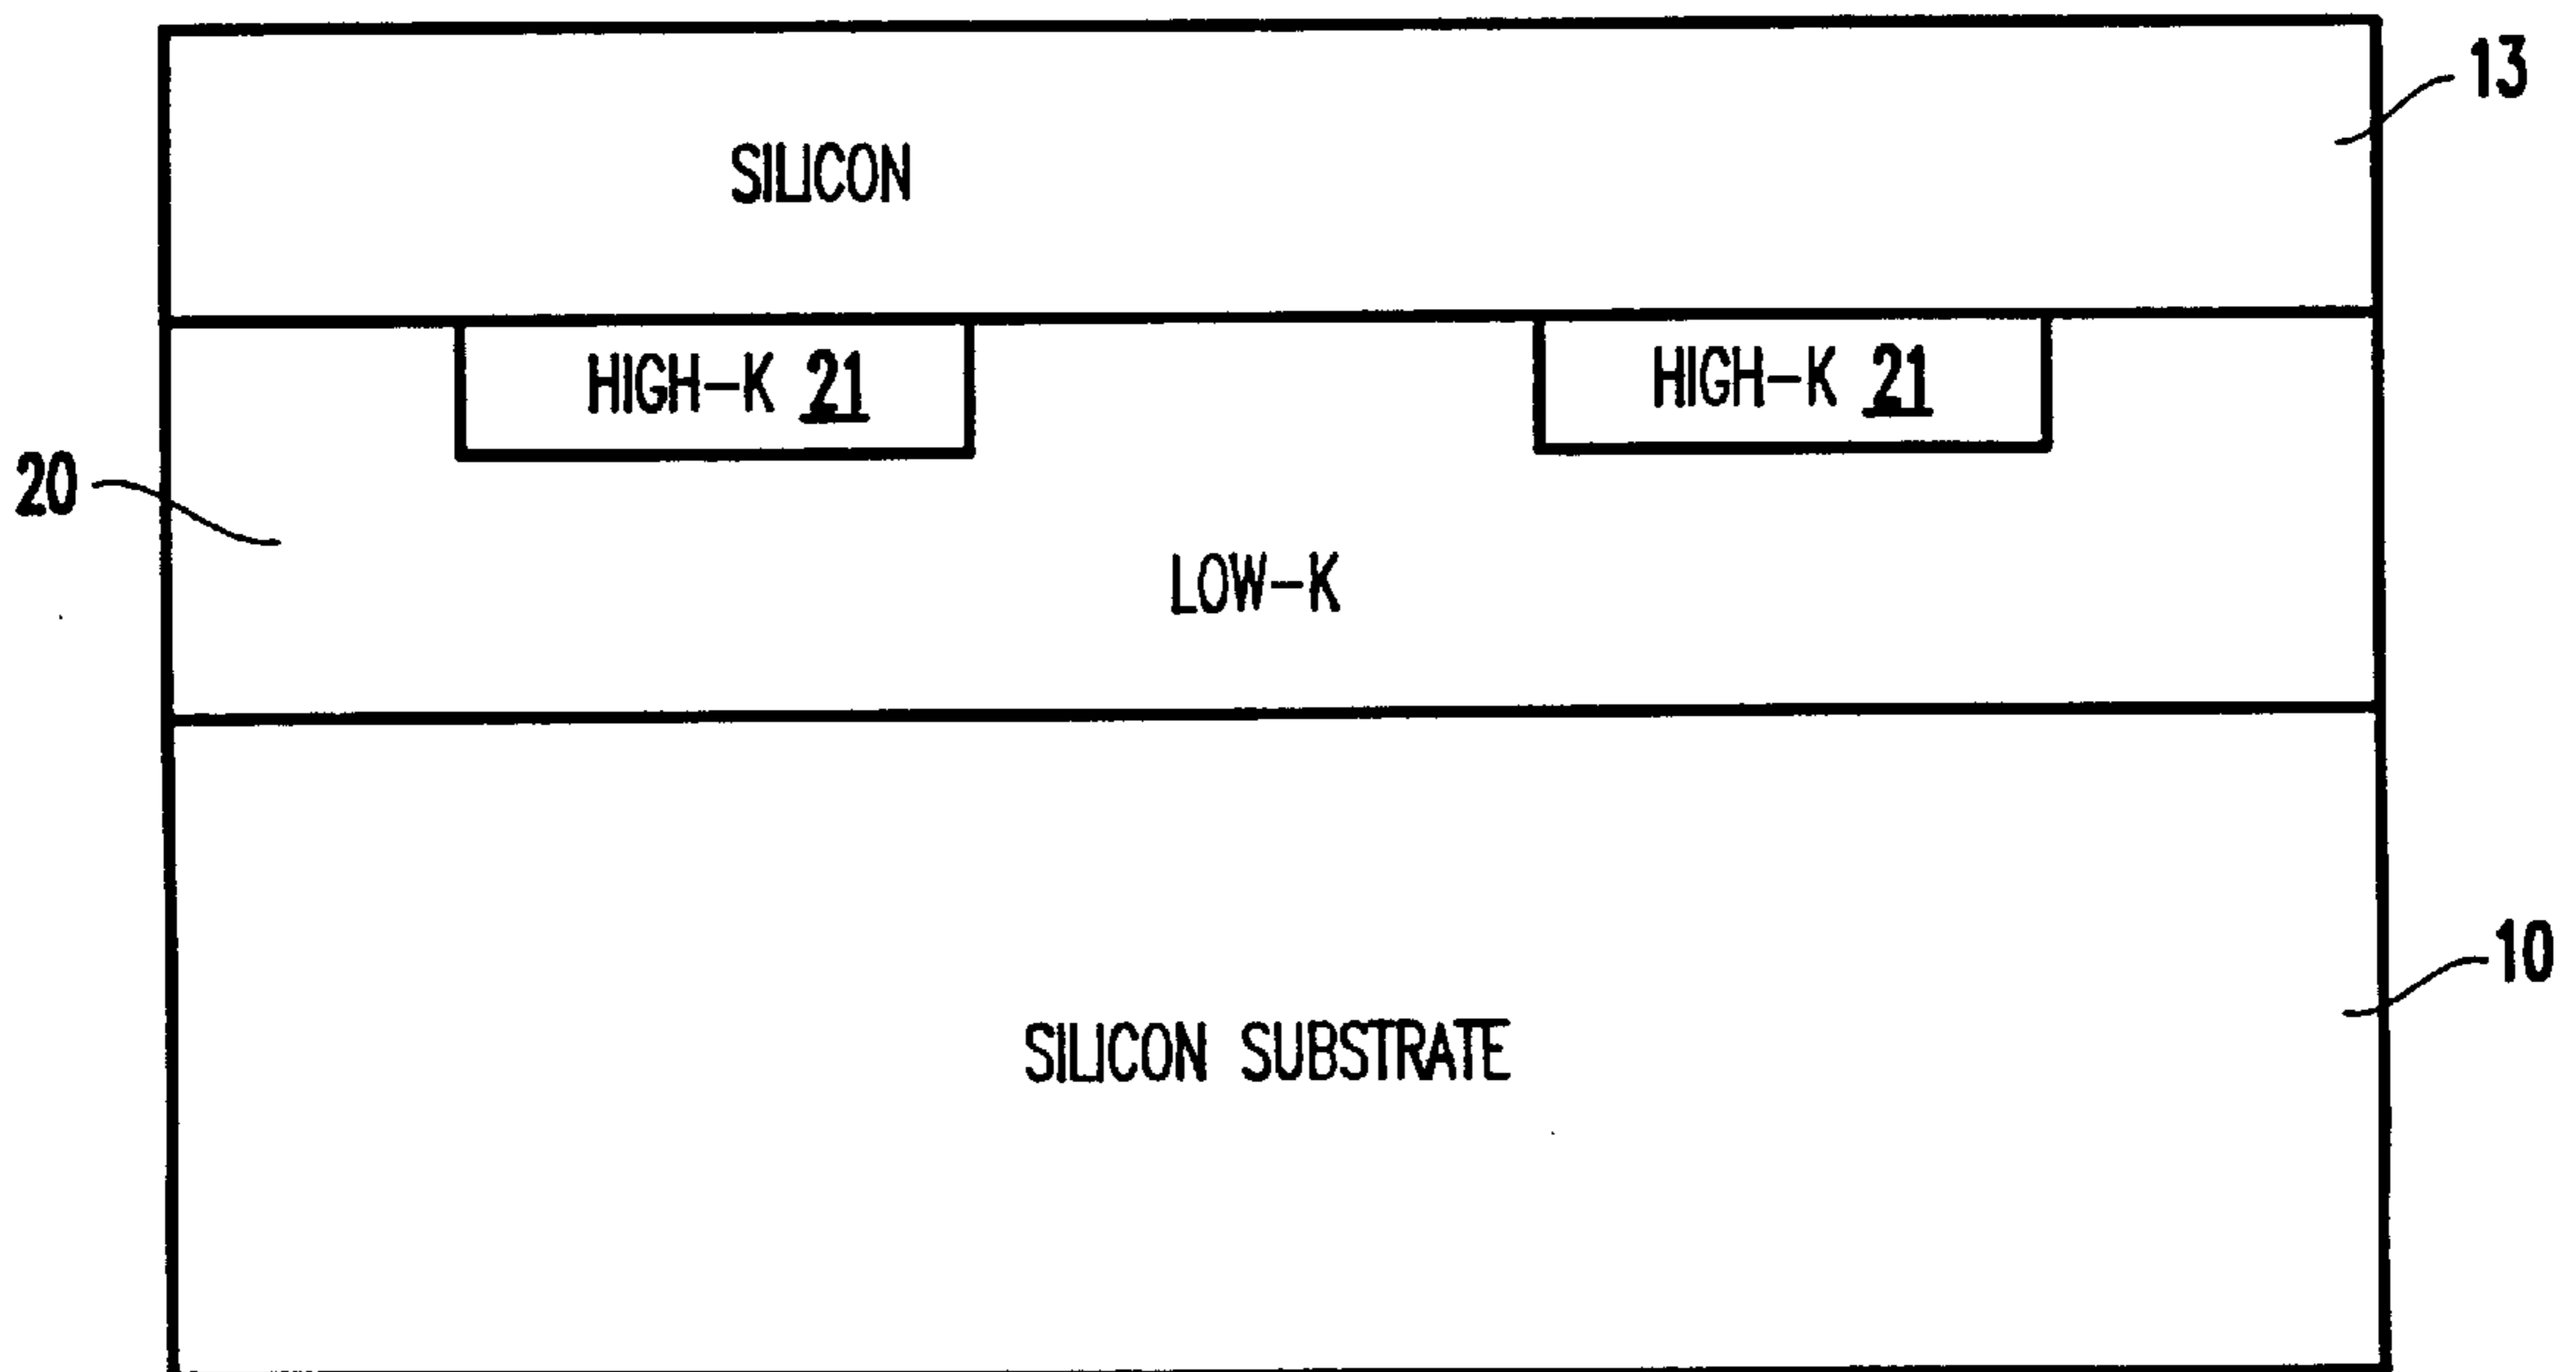 13
SILICON
HIGH-K 21
HIGH-K 21
20
LOW-K
10
SILICON SUBSTRATE